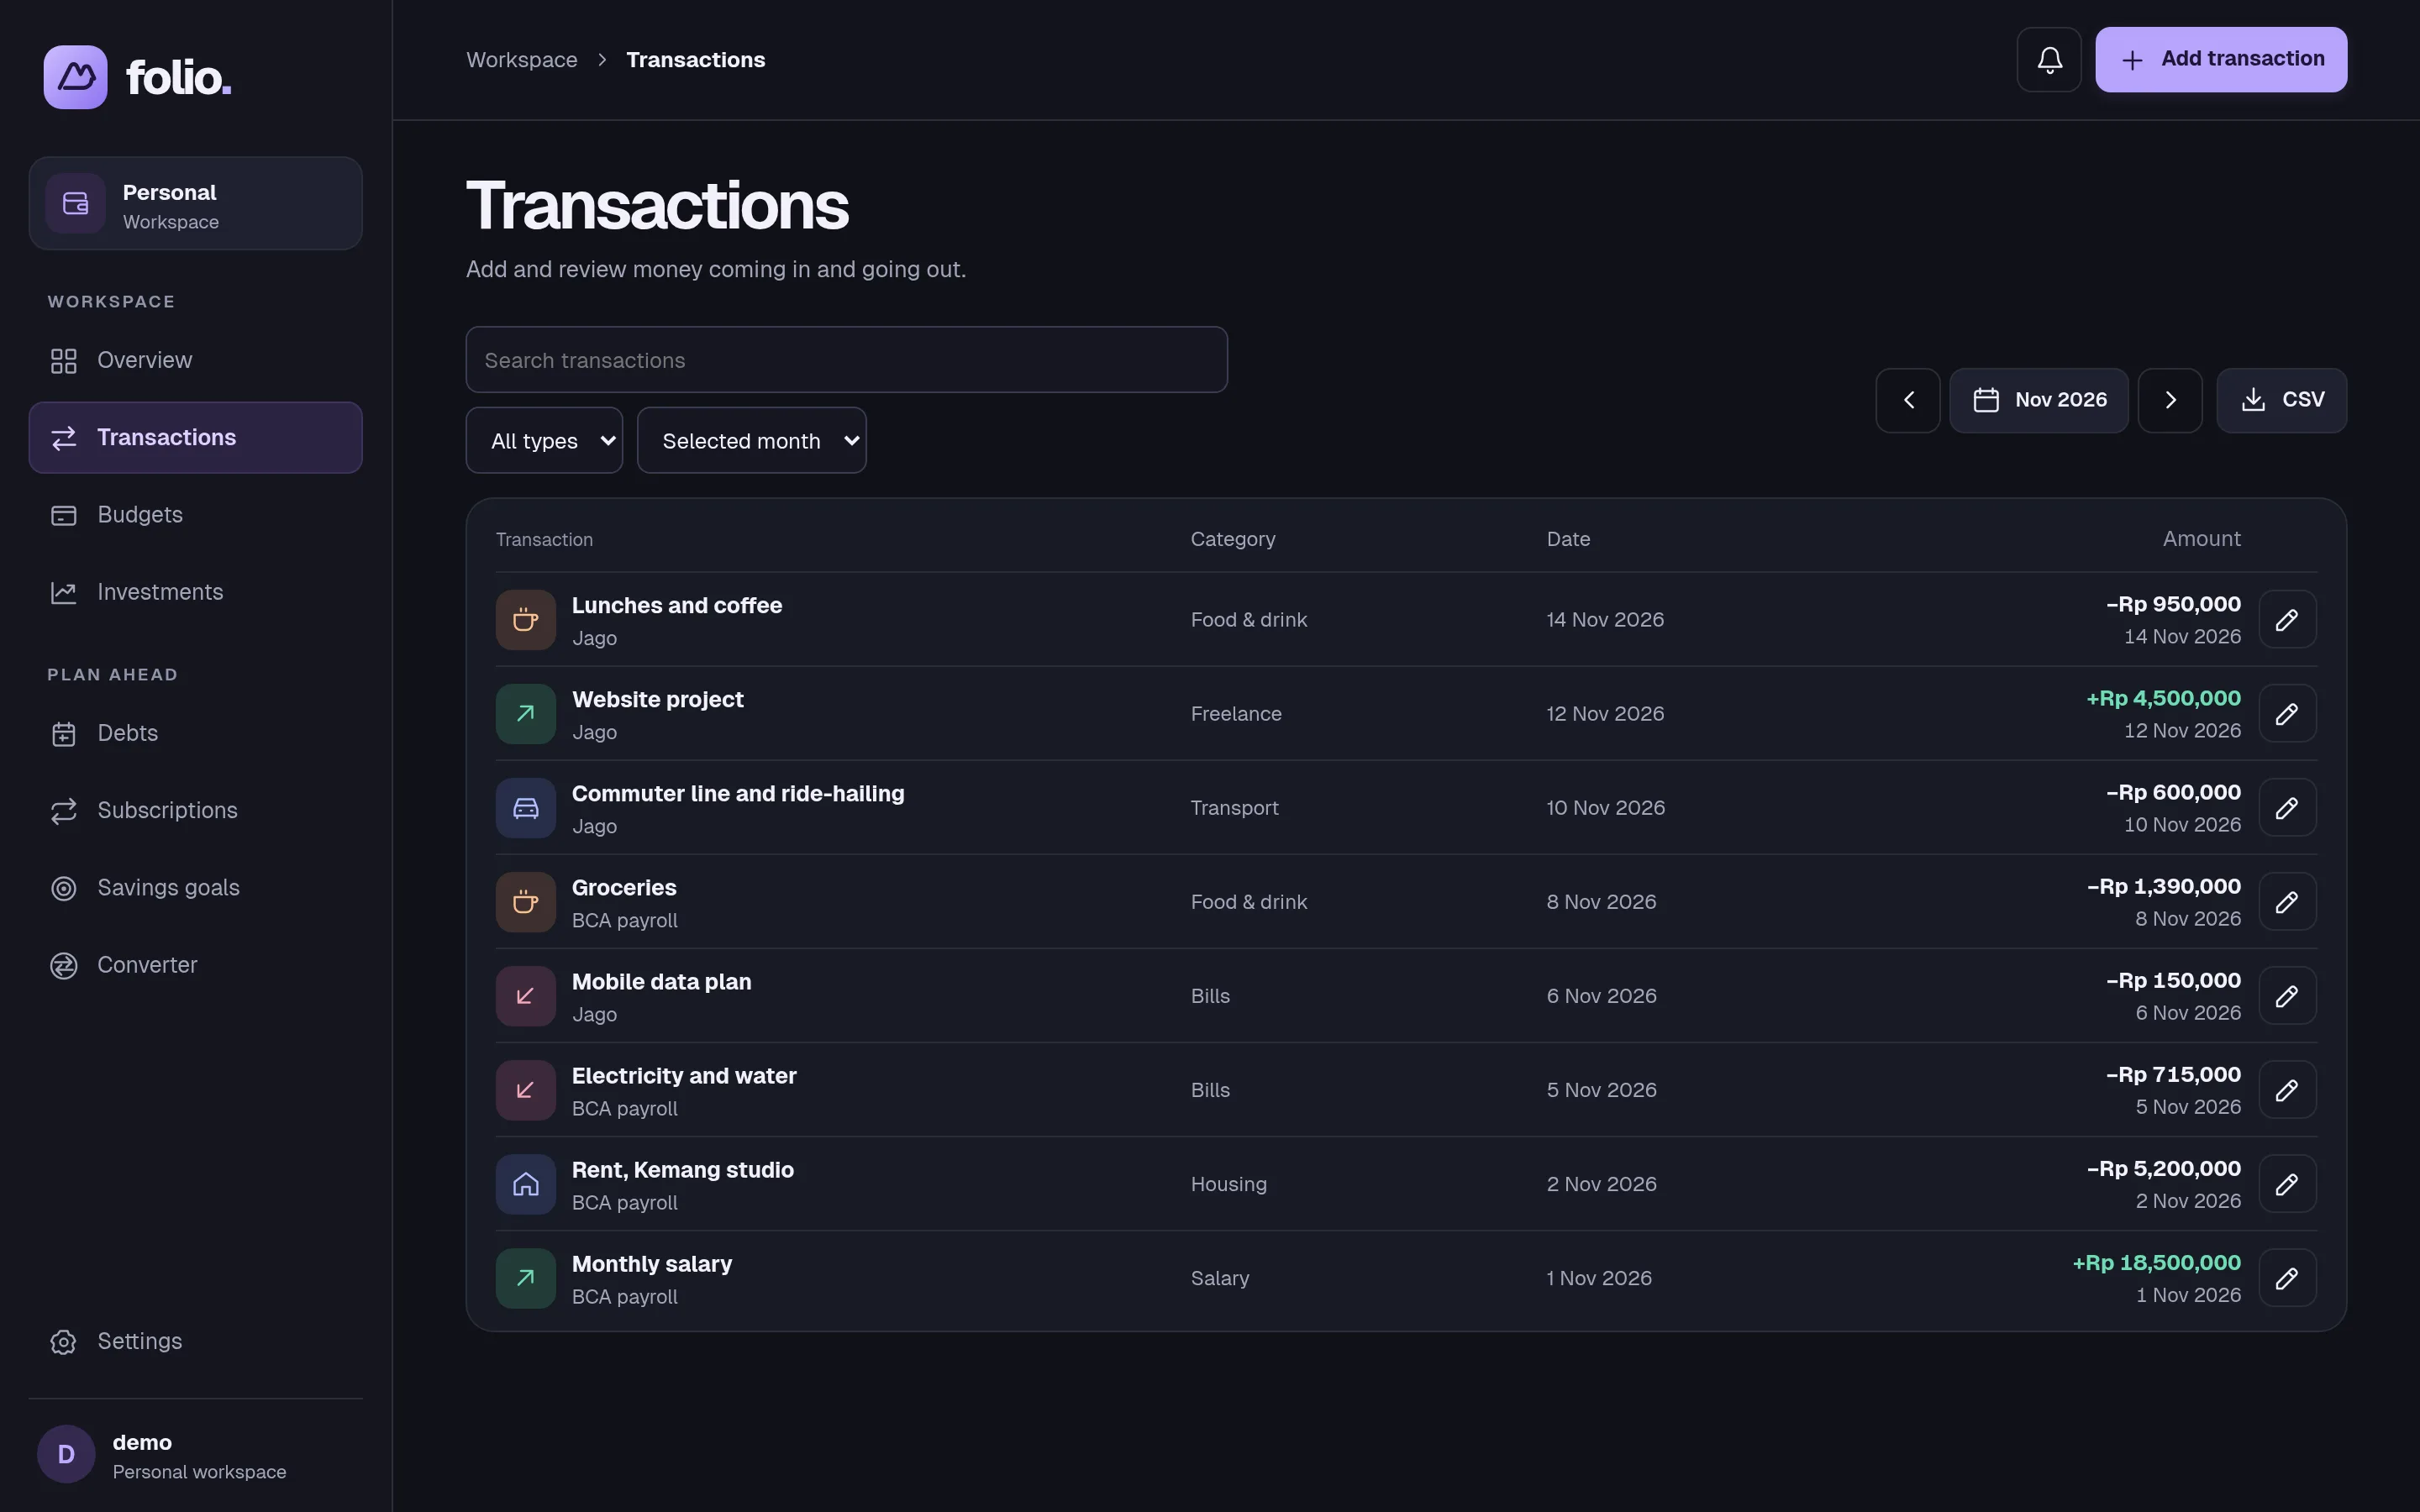 folio.
Personal
Workspace
WORKSPACE
Overview
Transactions
Budgets
Investments
PLAN AHEAD
Debts
Subscriptions
Savings goals
Converter
Settings
D
demo
Personal workspace
Workspace > Transactions
Add transaction
Transactions
Add and review money coming in and going out.
Search transactions
All types Selected month
Nov 2026 CSV
Transaction Category Date Amount
Lunches and coffee Food & drink 14 Nov 2026 −Rp 950,000
Jago 14 Nov 2026
Website project Freelance 12 Nov 2026 +Rp 4,500,000
Jago 12 Nov 2026
Commuter line and ride-hailing Transport 10 Nov 2026 −Rp 600,000
Jago 10 Nov 2026
Groceries Food & drink 8 Nov 2026 −Rp 1,390,000
BCA payroll 8 Nov 2026
Mobile data plan Bills 6 Nov 2026 −Rp 150,000
Jago 6 Nov 2026
Electricity and water Bills 5 Nov 2026 −Rp 715,000
BCA payroll 5 Nov 2026
Rent, Kemang studio Housing 2 Nov 2026 −Rp 5,200,000
BCA payroll 2 Nov 2026
Monthly salary Salary 1 Nov 2026 +Rp 18,500,000
BCA payroll 1 Nov 2026